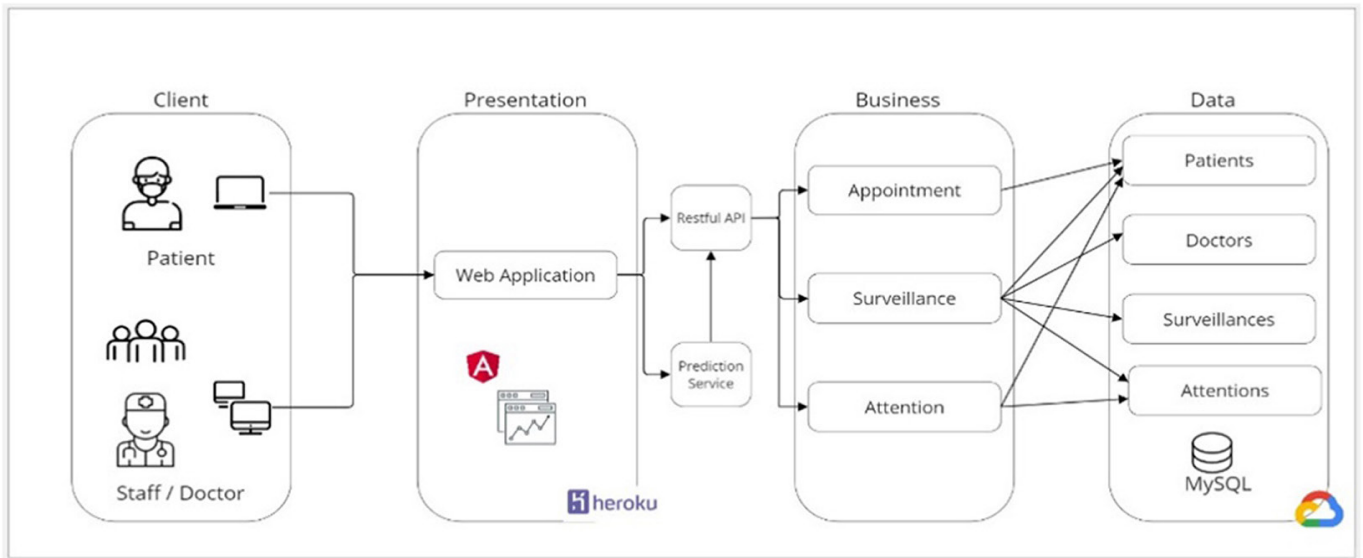 Client
Presentation
Business
Data
Patient
Staff / Doctor
Web Application
heroku
Restful API
Prediction
Service
Appointment
Surveillance
Attention
Patients
Doctors
Surveillances
Attentions
MySQL